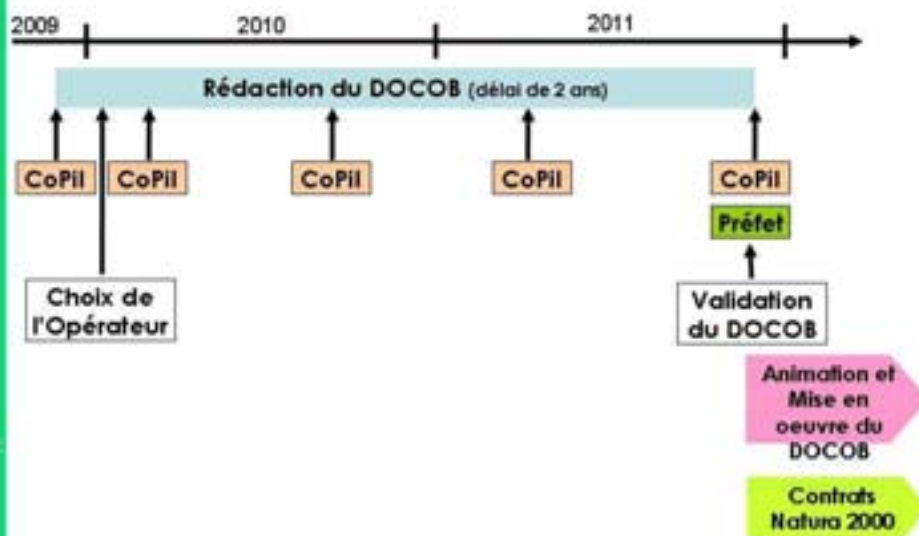 2009 2010 2011
Rédaction du DOCOB (délai de 2 ans)
CoPil CoPil CoPil CoPil CoPil
Préfet
Choix de
l'Opérateur
Validation
du DOCOB
Animation et
Mise en
oeuvre du
DOCOB
Contrats
Natura 2000